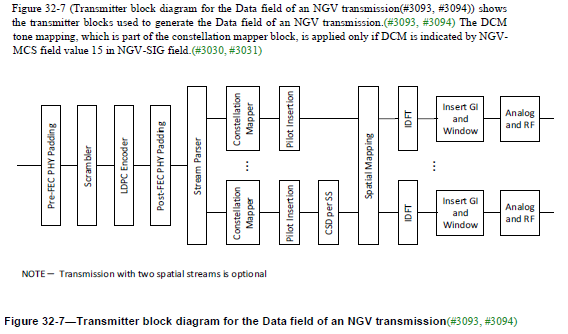 Figure 32-7 (Transmitter block diagram for the Data field of an NGV transmission(#3093, #3094)) shows
the transmitter blocks used to generate the Data field of an NGV transmission.(#3093, #3094) The DCM
tone mapping, which is part of the constellation mapper block, is applied only if DCM is indicated by NGV-
MCS field value 15 in NGV-SIG field.(#3030, #3031)
Pre-FEC PHY Padding
Scrambler
LDPC Encoder
Post-FEC PHY Padding
Stream Parser
Constellation
Mapper
Pilot Insertion
Spatial Mapping
IDFT
Insert GI
and
Window
Analog
and RF
...
...
Constellation
Mapper
Pilot Insertion
CSD per SS
IDFT
Insert GI
and
Window
Analog
and RF
NOTE — Transmission with two spatial streams is optional
Figure 32-7—Transmitter block diagram for the Data field of an NGV transmission(#3093, #3094)